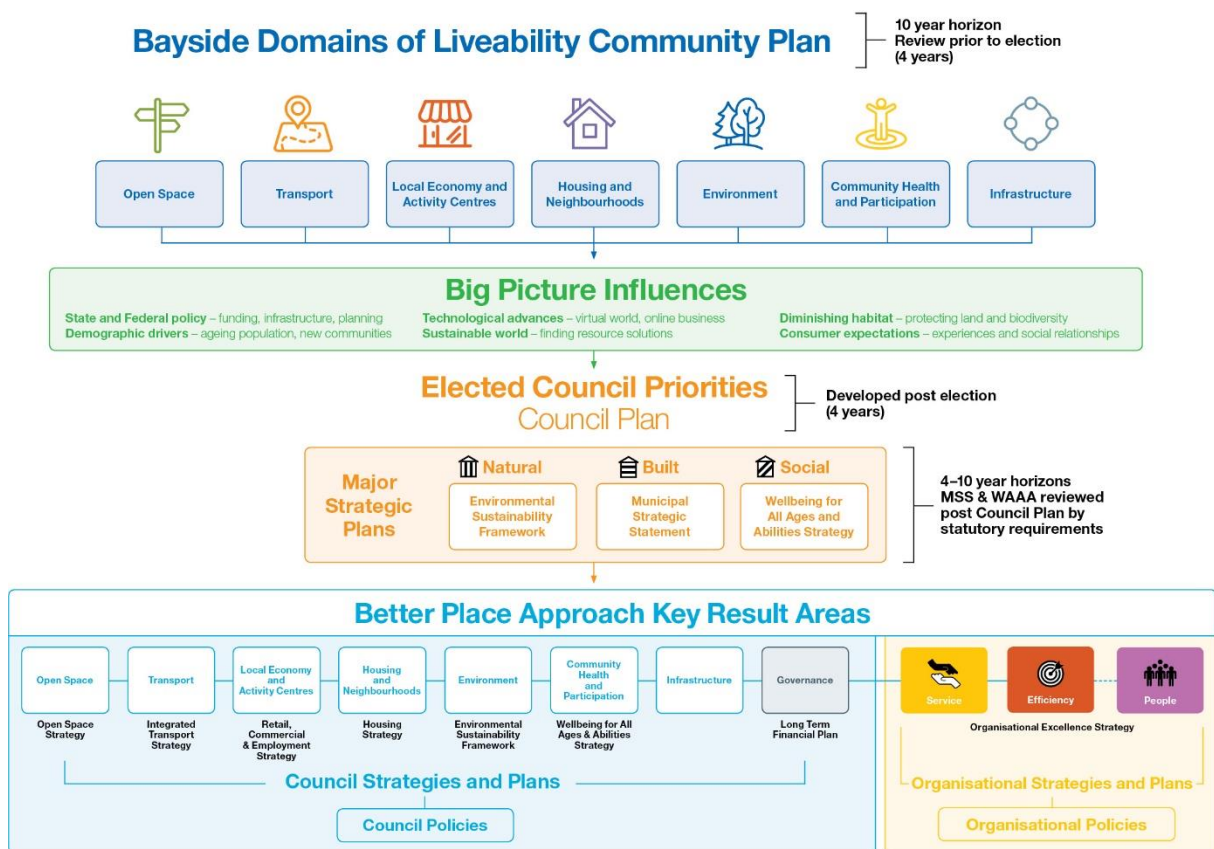 Bayside Domains of Liveability Community Plan
10 year horizon
Review prior to election
(4 years)
Open Space
Transport
Local Economy and
Activity Centres
Housing and
Neighbourhoods
Environment
Community Health
and Participation
Infrastructure
Big Picture Influences
State and Federal policy – funding, infrastructure, planning
Demographic drivers – ageing population, new communities
Technological advances – virtual world, online business
Sustainable world – finding resource solutions
Diminishing habitat – protecting land and biodiversity
Consumer expectations – experiences and social relationships
Elected Council Priorities
Council Plan
Developed post election
(4 years)
Major
Strategic
Plans
Natural
Environmental
Sustainability
Framework
Built
Municipal
Strategic
Statement
Social
Wellbeing for
All Ages and
Abilities Strategy
4–10 year horizons
MSS & WAAA reviewed
post Council Plan by
statutory requirements
Better Place Approach Key Result Areas
Open Space
Transport
Local Economy
and
Activity Centres
Housing
and
Neighbourhoods
Environment
Community
Health
and
Participation
Infrastructure
Governance
Service
Efficiency
People
Open Space
Strategy
Integrated
Transport
Strategy
Retail,
Commercial
& Employment
Strategy
Housing
Strategy
Environmental
Sustainability
Framework
Wellbeing for All
Ages & Abilities
Strategy
Long Term
Financial Plan
Organisational Excellence Strategy
Council Strategies and Plans
Council Policies
Organisational Strategies and Plans
Organisational Policies